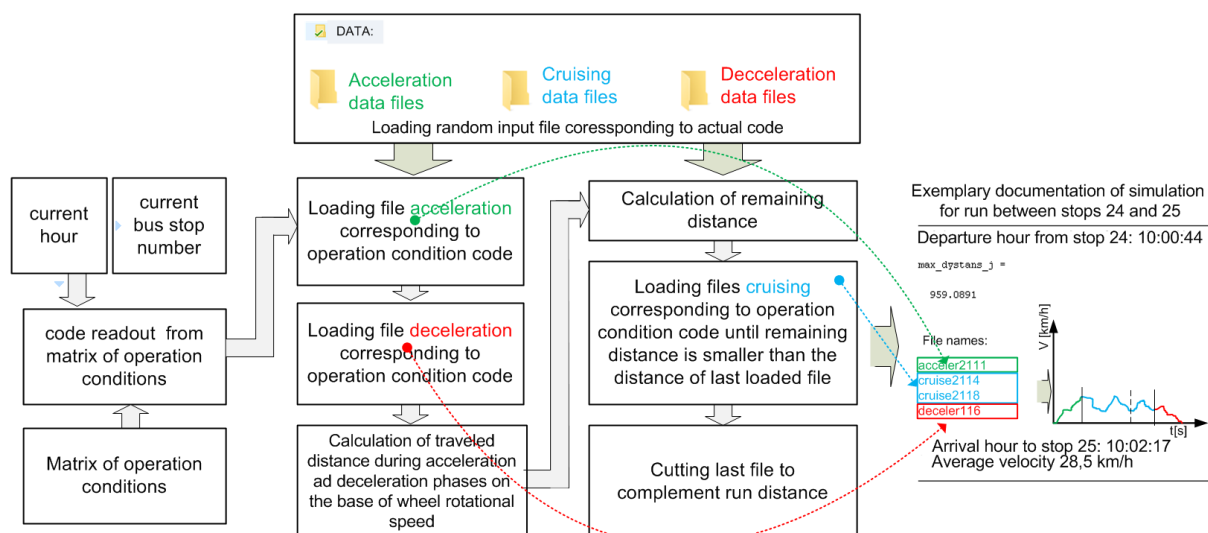 DATA:
Acceleration
data files
Cruising
data files
Decceleration
data files
Loading random input file coressponding to actual code
current
hour
current
bus stop
number
code readout from
matrix of operation
conditions
Matrix of operation
conditions
Loading file acceleration
corresponding to
operation condition code
Loading file deceleration
corresponding to
operation condition code
Calculation of traveled
distance during acceleration
ad deceleration phases on
the base of wheel rotational
speed
Calculation of remaining
distance
Loading files cruising
corresponding to operation
condition code until remaining
distance is smaller than the
distance of last loaded file
Cutting last file to
complement run distance
Exemplary documentation of simulation
for run between stops 24 and 25
Departure hour from stop 24: 10:00:44
max_dystans_j =
959.0891
File names:
acceler2111
cruise2114
cruise2118
deceler116
V[km/h]
t[s]
Arrival hour to stop 25: 10:02:17
Average velocity 28,5 km/h